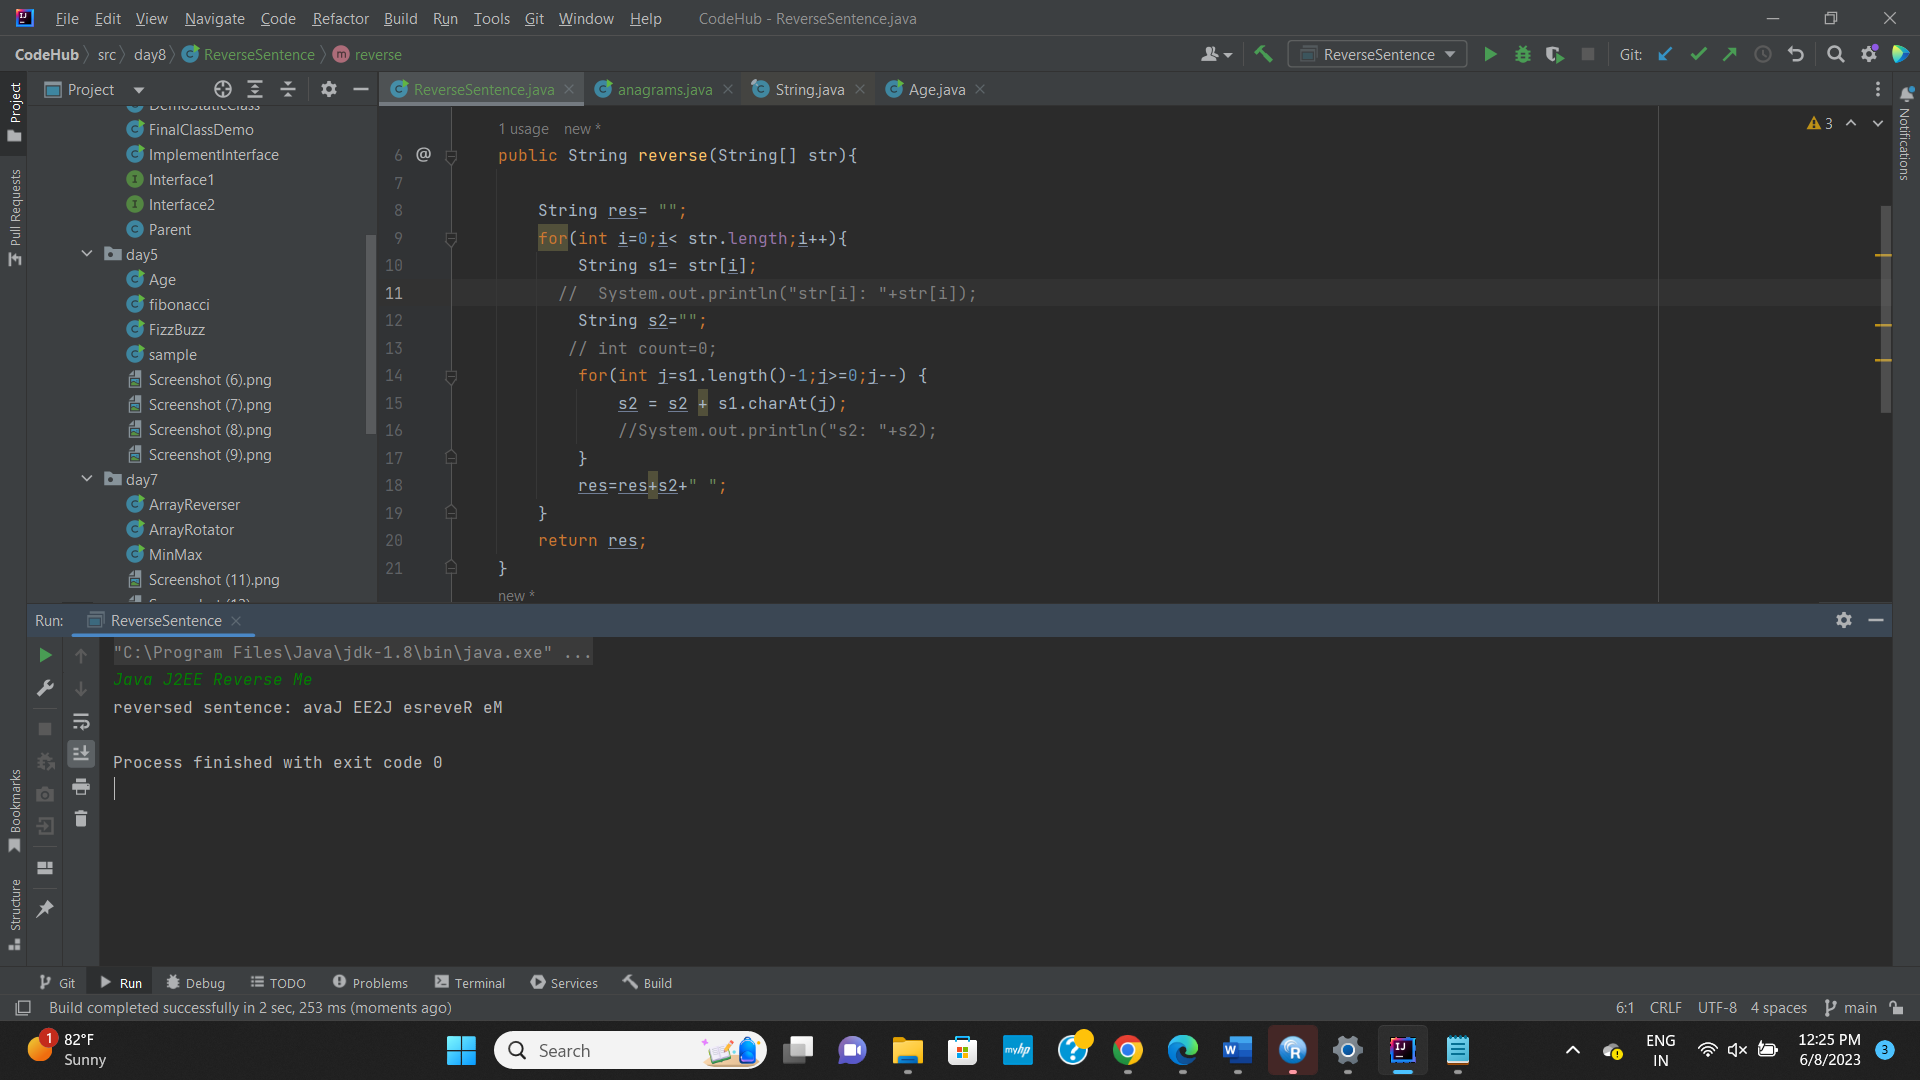 File Edit View Navigate Code Refactor Build Run Tools Git Window Help CodeHub - ReverseSentence.java
CodeHub src day8 ReverseSentence m reverse
ReverseSentence Git:
Project
ReverseSentence.java anagrams.java String.java Age.java
Project
Pull Requests
Bookmarks
Structure
Notifications
DemoStaticClass
FinalClassDemo
ImplementInterface
Interface1
Interface2
Parent
day5
Age
fibonacci
FizzBuzz
sample
Screenshot (6).png
Screenshot (7).png
Screenshot (8).png
Screenshot (9).png
day7
ArrayReverser
ArrayRotator
MinMax
Screenshot (11).png
1 usage new *
3
6 @ public String reverse(String[] str){
7
8 String res= "";
9 for(int i=0;i< str.length;i++){
10 String s1= str[i];
11 // System.out.println("str[i]: "+str[i]);
12 String s2="";
13 // int count=0;
14 for(int j=s1.length()-1;j>=0;j--) {
15 s2 = s2 + s1.charAt(j);
16 //System.out.println("s2: "+s2);
17 }
18 res=res+s2+" ";
19 }
20 return res;
21 }
new *
Run: ReverseSentence
"C:\Program Files\Java\jdk-1.8\bin\java.exe" ...
Java J2EE Reverse Me
reversed sentence: avaJ EE2J esreveR eM
Process finished with exit code 0
Git Run Debug TODO Problems Terminal Services Build
Build completed successfully in 2 sec, 253 ms (moments ago) 6:1 CRLF UTF-8 4 spaces main
1 82°F
Sunny
Search
myhp
ENG
IN
12:25 PM
6/8/2023
3